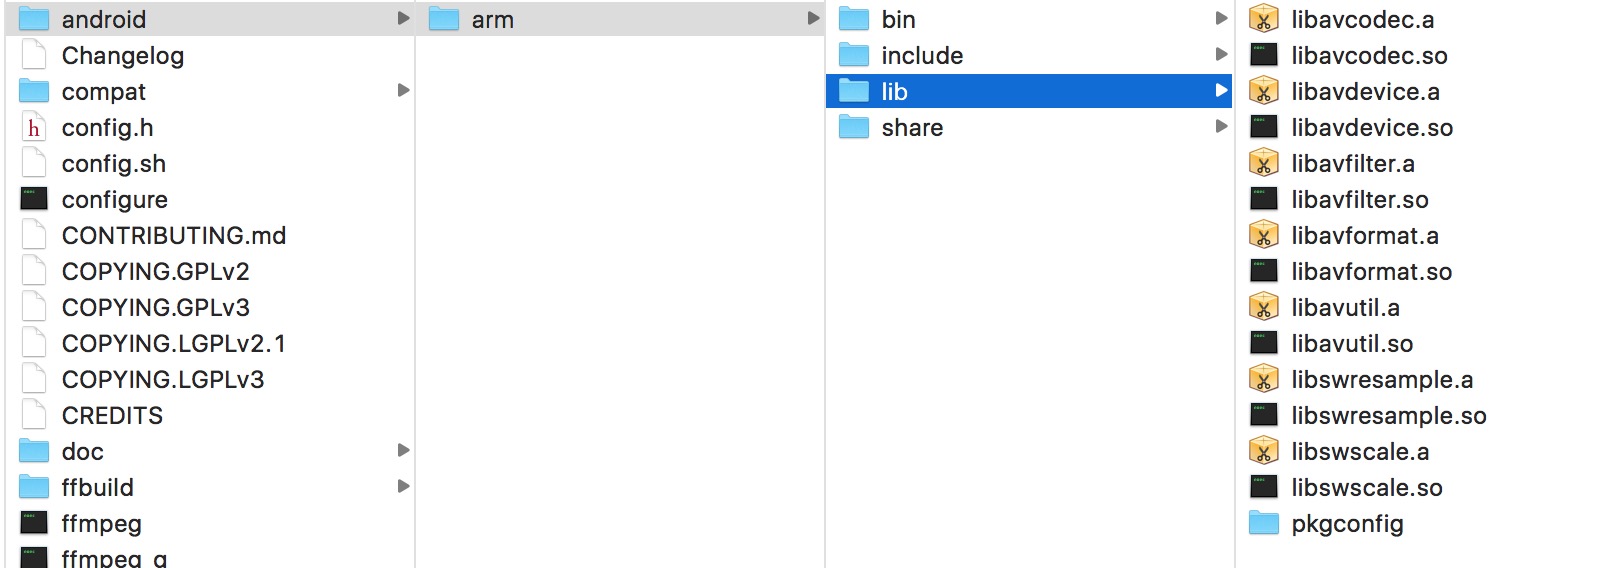 android
Changelog
compat
config.h
config.sh
configure
CONTRIBUTING.md
COPYING.GPLv2
COPYING.GPLv3
COPYING.LGPLv2.1
COPYING.LGPLv3
CREDITS
doc
ffbuild
ffmpeg
ffmpeg_g
arm
bin
include
lib
share
libavcodec.a
libavcodec.so
libavdevice.a
libavdevice.so
libavfilter.a
libavfilter.so
libavformat.a
libavformat.so
libavutil.a
libavutil.so
libswresample.a
libswresample.so
libswscale.a
libswscale.so
pkgconfig